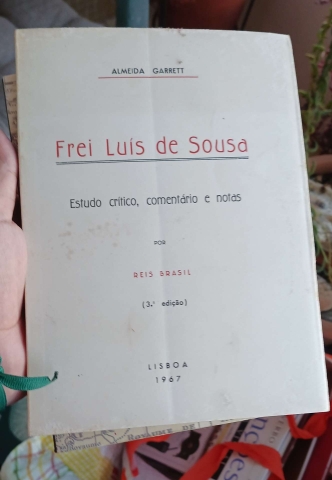 ALMEIDA GARRETT
Frei Luís de Sousa
Estudo crítico, comentário e notas
POR
REIS BRASIL
(3.ª edição)
LISBOA
1967